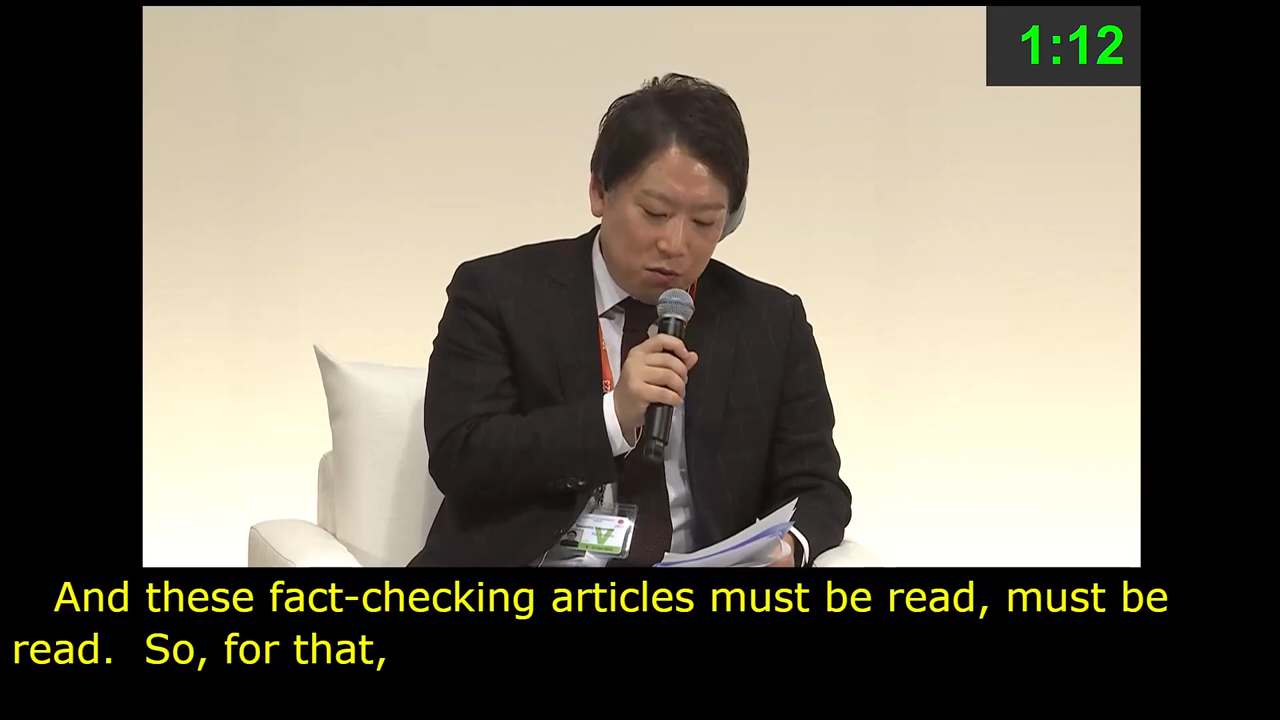 1:12
And these fact-checking articles must be read, must be
read.  So, for that,